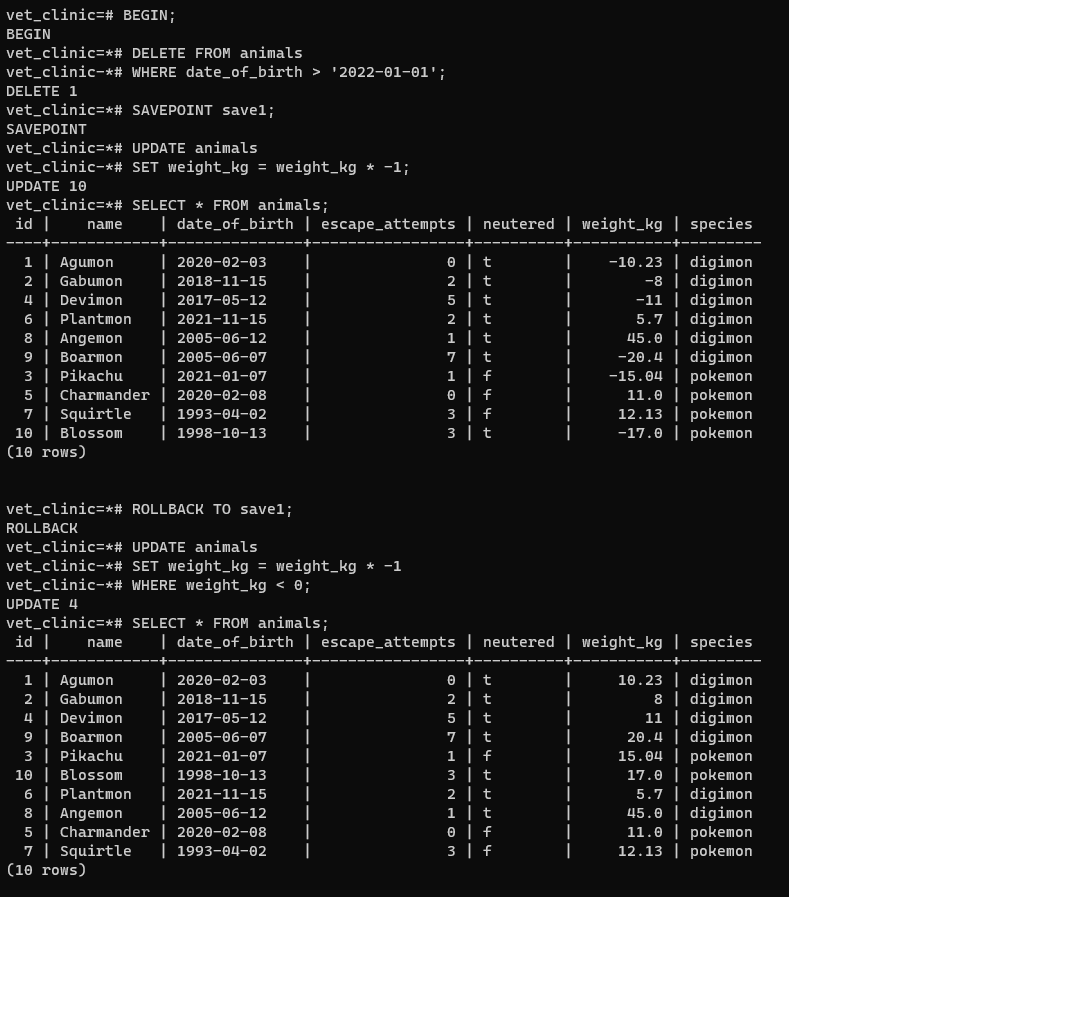 vet_clinic=# BEGIN;
BEGIN
vet_clinic=*# DELETE FROM animals
vet_clinic-*# WHERE date_of_birth > '2022-01-01';
DELETE 1
vet_clinic=*# SAVEPOINT save1;
SAVEPOINT
vet_clinic=*# UPDATE animals
vet_clinic-*# SET weight_kg = weight_kg * -1;
UPDATE 10
vet_clinic=*# SELECT * FROM animals;
 id |    name    | date_of_birth | escape_attempts | neutered | weight_kg | species
----+------------+---------------+-----------------+----------+-----------+---------
  1 | Agumon     | 2020-02-03    |               0 | t        |    -10.23 | digimon
  2 | Gabumon    | 2018-11-15    |               2 | t        |        -8 | digimon
  4 | Devimon    | 2017-05-12    |               5 | t        |       -11 | digimon
  6 | Plantmon   | 2021-11-15    |               2 | t        |       5.7 | digimon
  8 | Angemon    | 2005-06-12    |               1 | t        |      45.0 | digimon
  9 | Boarmon    | 2005-06-07    |               7 | t        |     -20.4 | digimon
  3 | Pikachu    | 2021-01-07    |               1 | f        |    -15.04 | pokemon
  5 | Charmander | 2020-02-08    |               0 | f        |      11.0 | pokemon
  7 | Squirtle   | 1993-04-02    |               3 | f        |     12.13 | pokemon
 10 | Blossom    | 1998-10-13    |               3 | t        |     -17.0 | pokemon
(10 rows)
vet_clinic=*# ROLLBACK TO save1;
ROLLBACK
vet_clinic=*# UPDATE animals
vet_clinic-*# SET weight_kg = weight_kg * -1
vet_clinic-*# WHERE weight_kg < 0;
UPDATE 4
vet_clinic=*# SELECT * FROM animals;
 id |    name    | date_of_birth | escape_attempts | neutered | weight_kg | species
----+------------+---------------+-----------------+----------+-----------+---------
  1 | Agumon     | 2020-02-03    |               0 | t        |     10.23 | digimon
  2 | Gabumon    | 2018-11-15    |               2 | t        |         8 | digimon
  4 | Devimon    | 2017-05-12    |               5 | t        |        11 | digimon
  9 | Boarmon    | 2005-06-07    |               7 | t        |      20.4 | digimon
  3 | Pikachu    | 2021-01-07    |               1 | f        |     15.04 | pokemon
 10 | Blossom    | 1998-10-13    |               3 | t        |      17.0 | pokemon
  6 | Plantmon   | 2021-11-15    |               2 | t        |       5.7 | digimon
  8 | Angemon    | 2005-06-12    |               1 | t        |      45.0 | digimon
  5 | Charmander | 2020-02-08    |               0 | f        |      11.0 | pokemon
  7 | Squirtle   | 1993-04-02    |               3 | f        |     12.13 | pokemon
(10 rows)